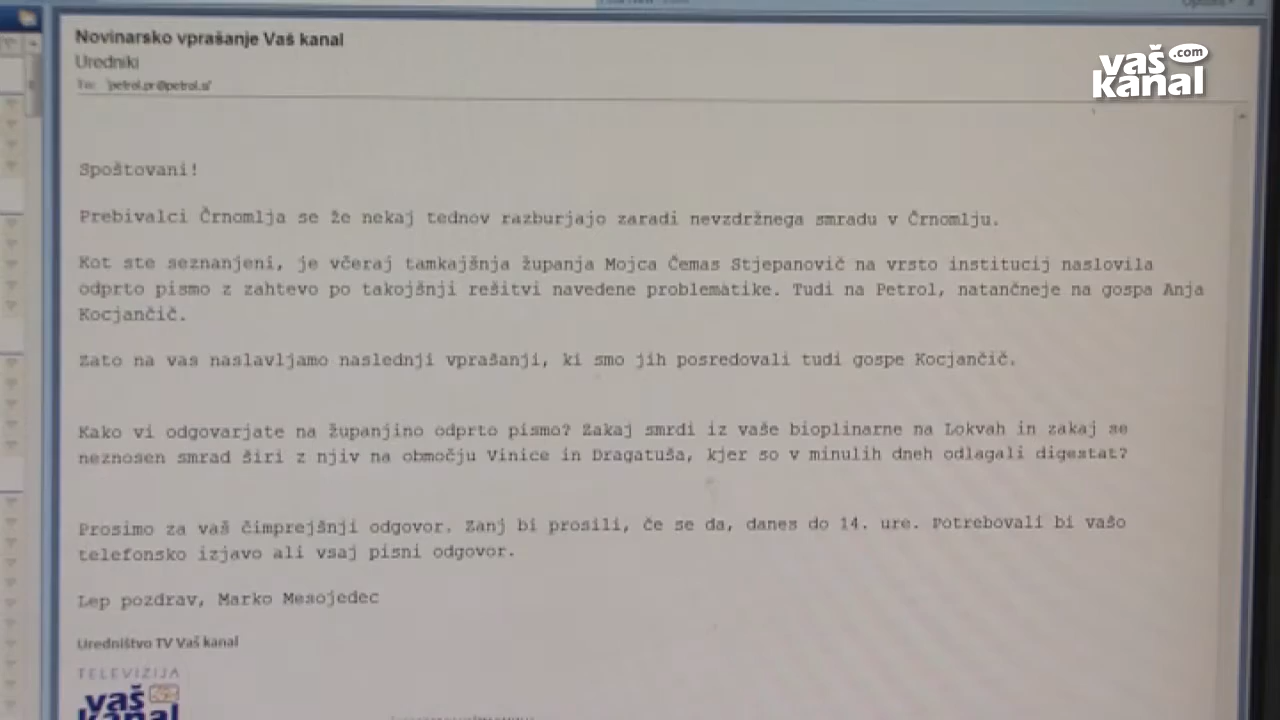 Novinarsko vprašanje Vaš kanal
Uredniki
To: 'petrol.pr@petrol.si'
vaš .com
kanal
Spoštovani!
Prebivalci Črnomlja se že nekaj tednov razburjajo zaradi nevzdržnega smradu v Črnomlju.
Kot ste seznanjeni, je včeraj tamkajšnja županja Mojca Čemas Stjepanovič na vrsto institucij naslovila
odprto pismo z zahtevo po takojšnji rešitvi navedene problematike. Tudi na Petrol, natančneje na gospa Anja
Kocjančič.
Zato na vas naslavljamo naslednji vprašanji, ki smo jih posredovali tudi gospe Kocjančič.
Kako vi odgovarjate na županjino odprto pismo? Zakaj smrdi iz vaše bioplinarne na Lokvah in zakaj se
neznosen smrad širi z njiv na območju Vinice in Dragatuša, kjer so v minulih dneh odlagali digestat?
Prosimo za vaš čimprejšnji odgovor. Zanj bi prosili, če se da, danes do 14. ure. Potrebovali bi vašo
telefonsko izjavo ali vsaj pisni odgovor.
Lep pozdrav, Marko Mesojedec
Uredništvo TV Vaš kanal
TELEVIZIJA
vaš
kanal